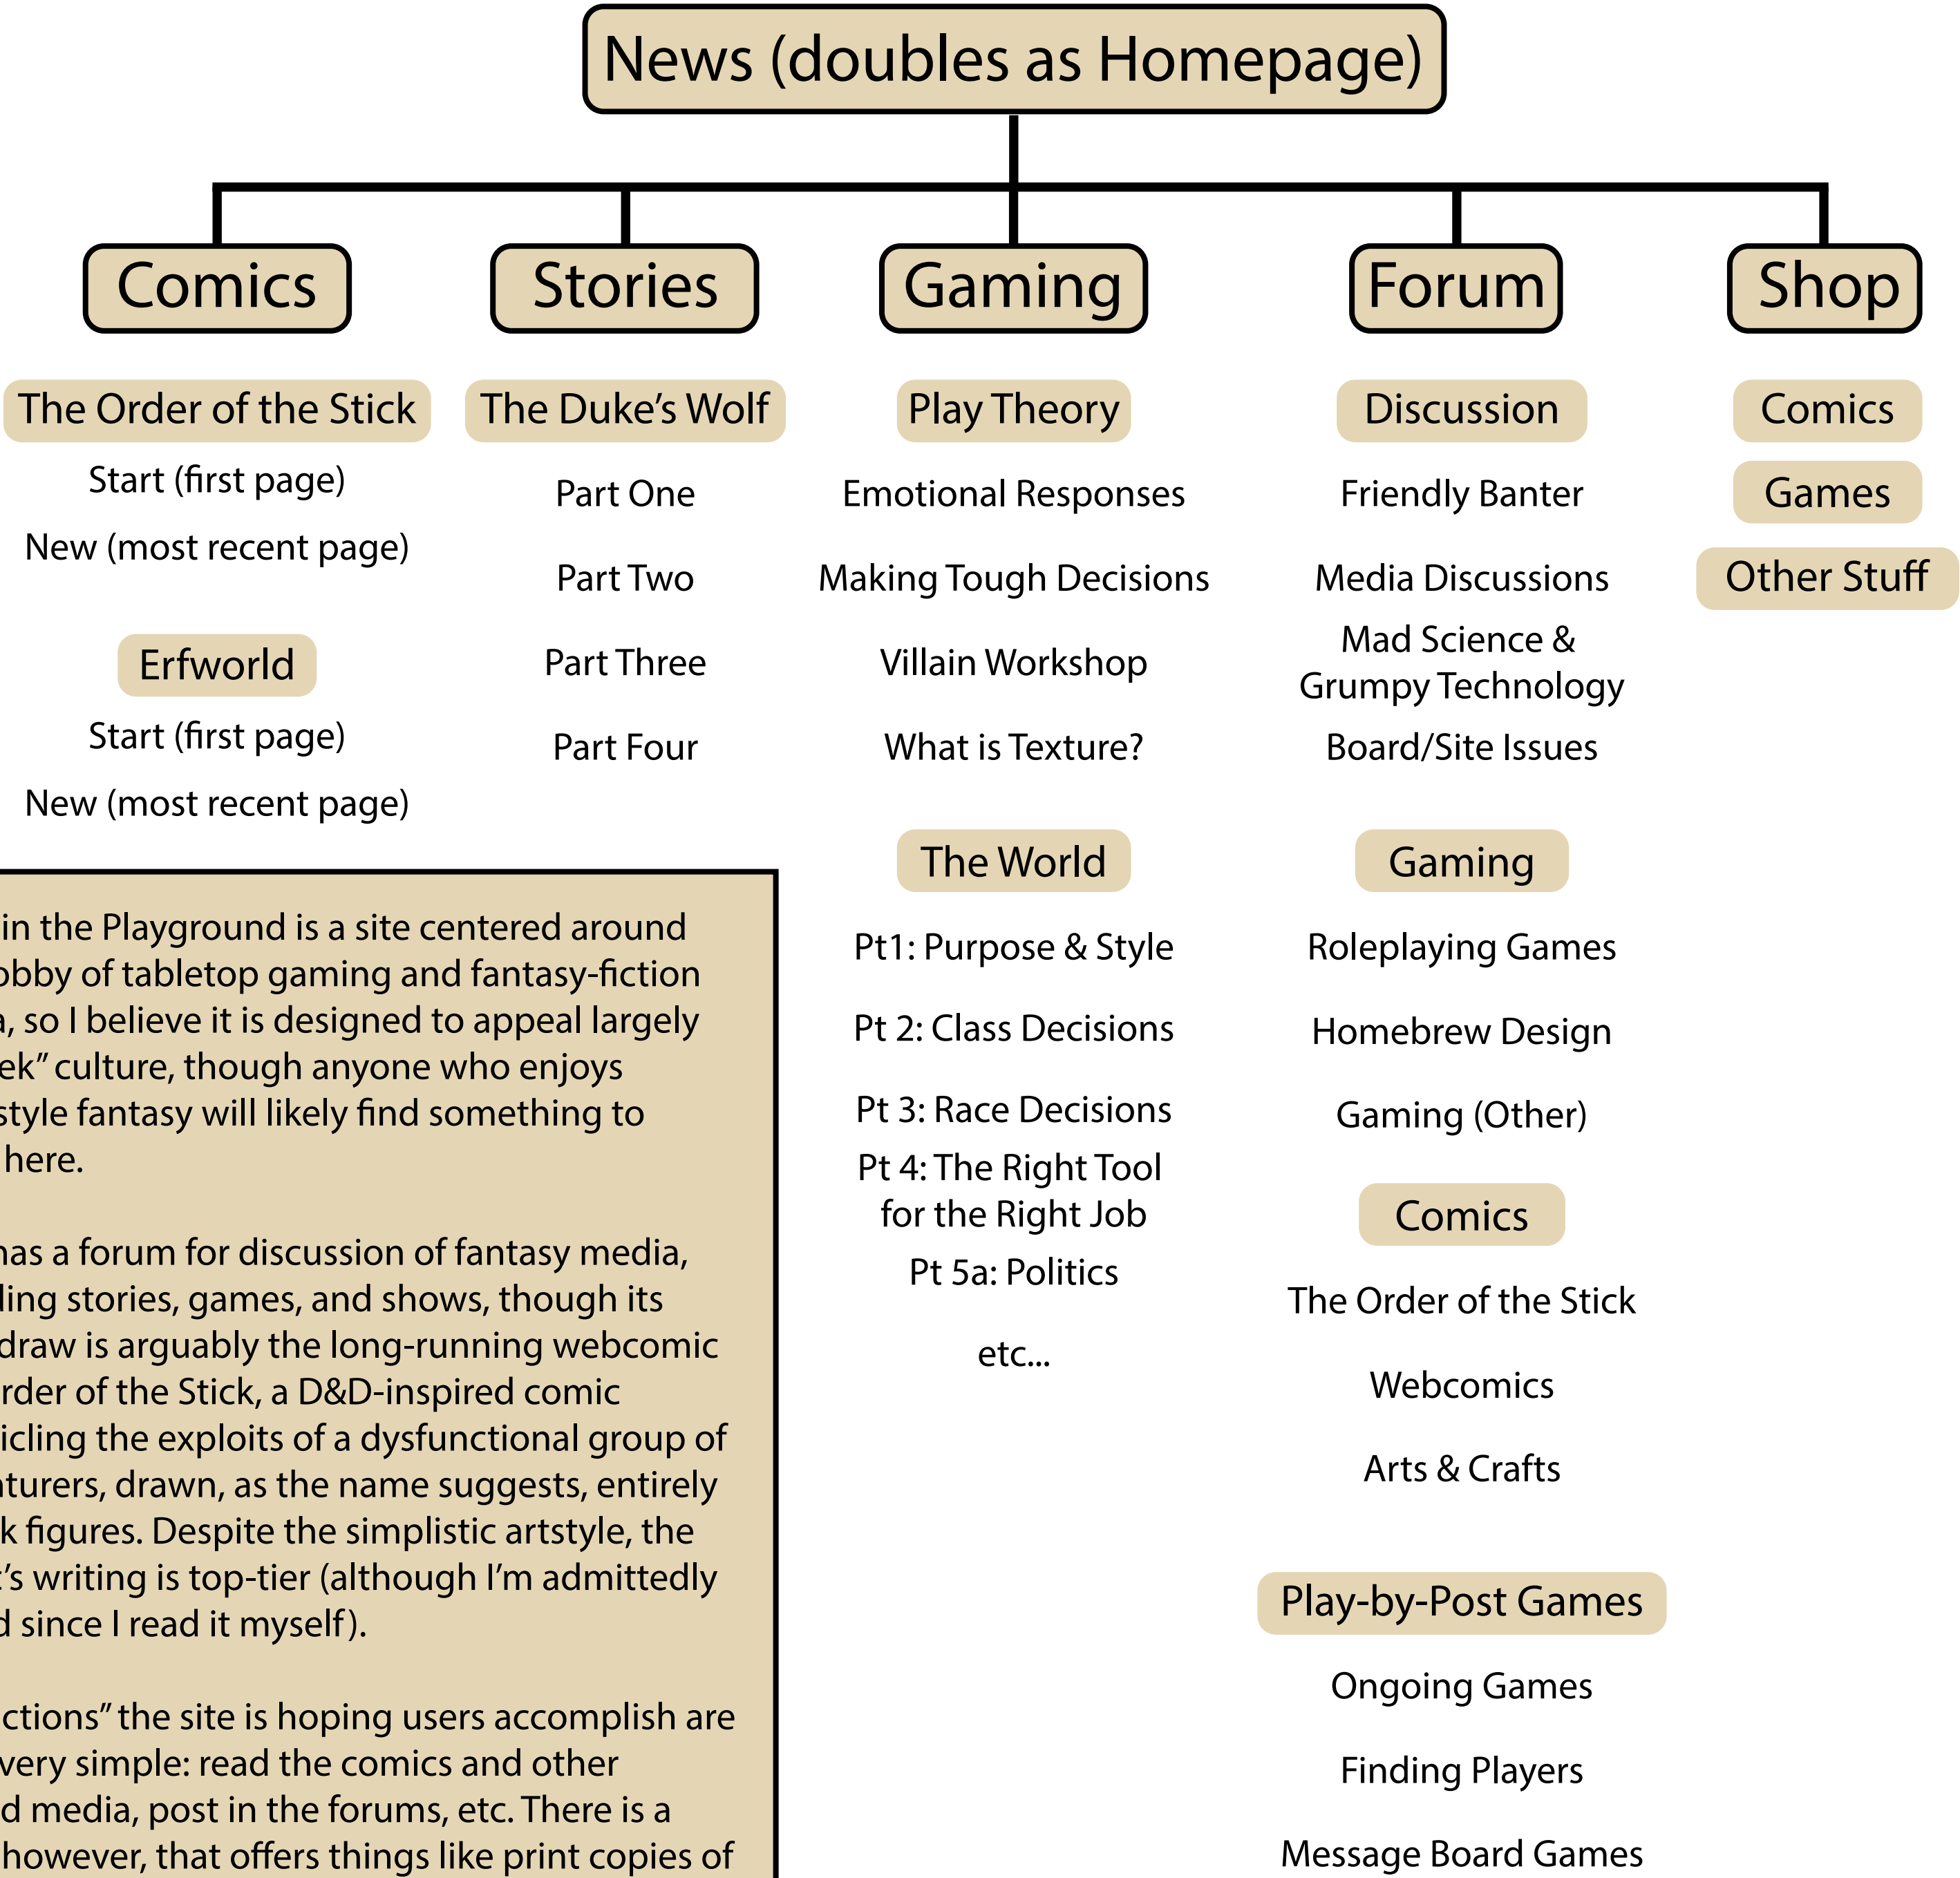 News (doubles as Homepage)
Comics
Stories
Gaming
Forum
Shop
The Order of the Stick
Start (first page)
New (most recent page)
Erfworld
Start (first page)
New (most recent page)
The Duke’s Wolf
Part One
Part Two
Part Three
Part Four
Play Theory
Emotional Responses
Making Tough Decisions
Villain Workshop
What is Texture?
The World
Pt1: Purpose & Style
Pt 2: Class Decisions
Pt 3: Race Decisions
Pt 4: The Right Tool
for the Right Job
Pt 5a: Politics
etc...
Discussion
Friendly Banter
Media Discussions
Mad Science &
Grumpy Technology
Board/Site Issues
Gaming
Roleplaying Games
Homebrew Design
Gaming (Other)
Comics
The Order of the Stick
Webcomics
Arts & Crafts
Play-by-Post Games
Ongoing Games
Finding Players
Message Board Games
Comics
Games
Other Stuff
in the Playground is a site centered around
of tabletop gaming and fantasy-fiction
so I believe it is designed to appeal largely
culture, though anyone who enjoys
style fantasy will likely find something to
here.
has a forum for discussion of fantasy media,
stories, games, and shows, though its
draw is arguably the long-running webcomic
of the Stick, a D&D-inspired comic
the exploits of a dysfunctional group of
drawn, as the name suggests, entirely
figures. Despite the simplistic artstyle, the
writing is top-tier (although I’m admittedly
since I read it myself).
the site is hoping users accomplish are
very simple: read the comics and other
media, post in the forums, etc. There is a
however, that offers things like print copies of